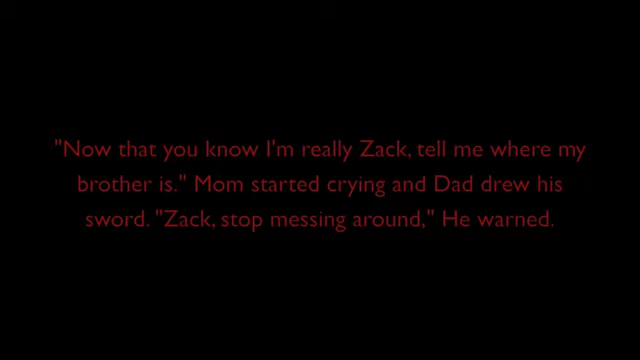 "Now that you know I'm really Zack, tell me where my
brother is." Mom started crying and Dad drew his
sword. "Zack, stop messing around," He warned.